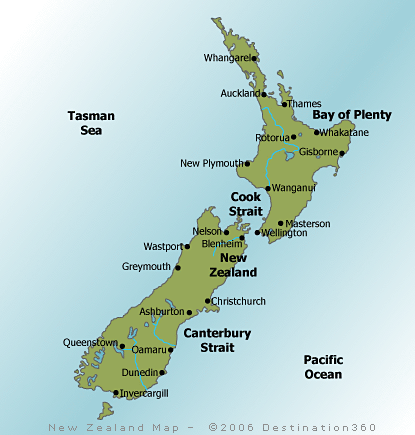 Whangarel
Auckland
Thames
Tasman
Sea
Bay of Plenty
Whakatane
Rotorua
Gisborne
New Plymouth
Wanganui
Cook
Strait
Masterson
Nelson
Wellington
Blenheim
Wastport
New
Zealand
Greymouth
Christchurch
Ashburton
Canterbury
Strait
Queenstown
Oamaru
Pacific
Ocean
Dunedin
Invercargill
New Zealand Map - ©2006 Destination360